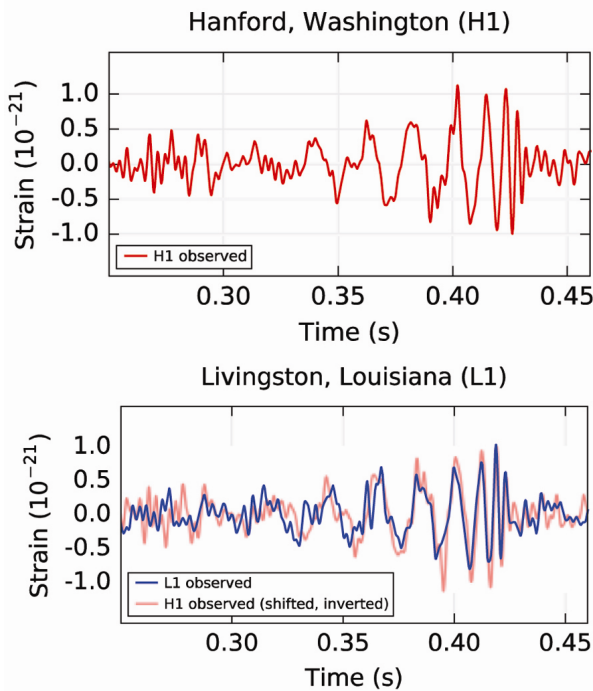 Hanford, Washington (H1)
Strain (10⁻²¹)
1.0
0.5
0.0
-0.5
-1.0
H1 observed
0.30 0.35 0.40 0.45
Time (s)
Livingston, Louisiana (L1)
Strain (10⁻²¹)
1.0
0.5
0.0
-0.5
-1.0
L1 observed
H1 observed (shifted, inverted)
0.30 0.35 0.40 0.45
Time (s)